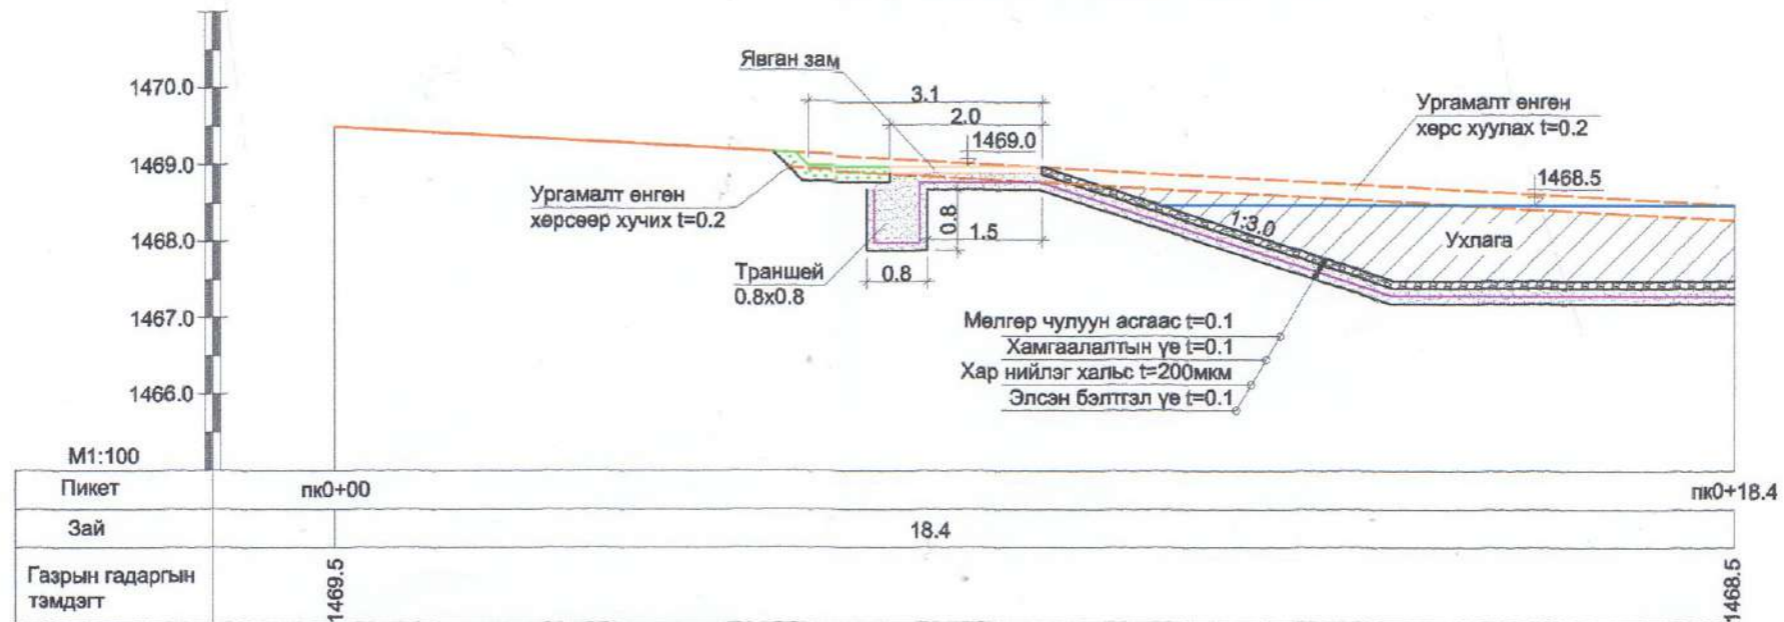 1470.0
1469.0
1468.0
1467.0
1466.0
М1:100
Явган зам
3.1
2.0
1469.0
Ургамалт өнгөн
хөрс хуулах t=0.2
1468.5
Ургамалт өнгөн
хөрсөөр хучих t=0.2
0.8
1.5
1:3.0
Ухлага
Траншей
0.8x0.8
0.8
Мөлгөр чулуун асгаас t=0.1
Хамгаалалтын үе t=0.1
Хар нийлэг хальс t=200мкм
Элсэн бэлтгэл үе t=0.1
Пикет
пк0+00
пк0+18.4
Зай
18.4
Газрын гадаргын
тэмдэгт
1469.5
1468.5